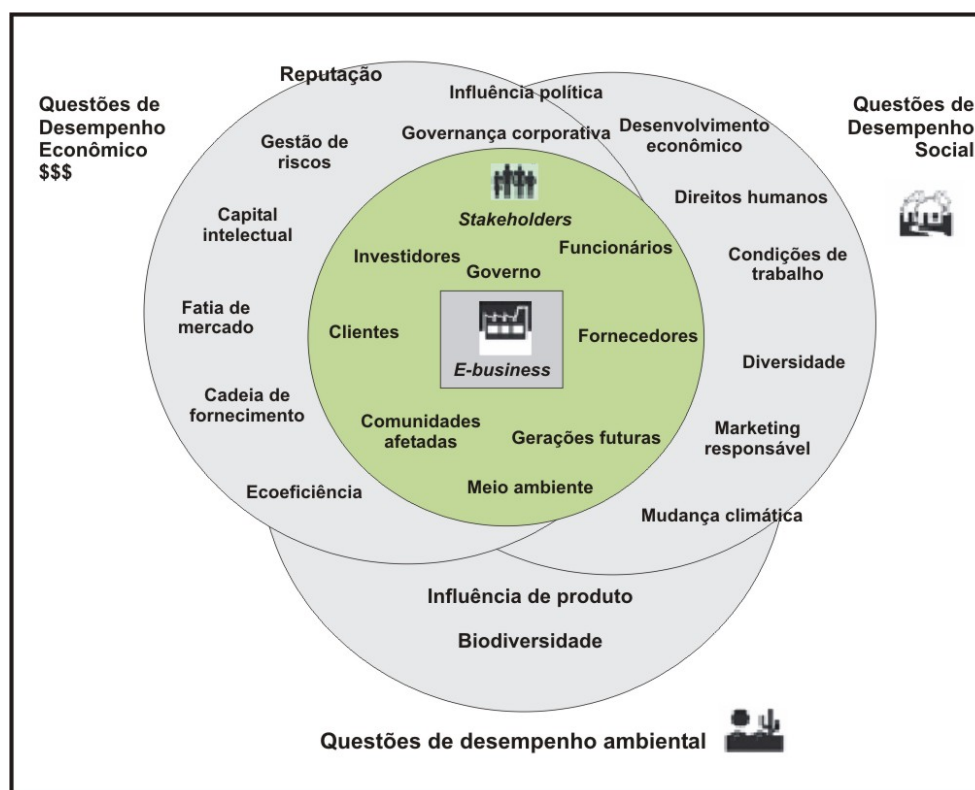 Reputação
Influência política
Questões de
Desempenho
Econômico
$$$
Questões de
Desempenho
Social
Gestão de
riscos
Governança corporativa
Desenvolvimento
econômico
Stakeholders
Direitos humanos
Capital
intelectual
Investidores
Governo
Funcionários
Condições de
trabalho
Fatia de
mercado
Clientes
E-business
Fornecedores
Diversidade
Cadeia de
fornecimento
Comunidades
afetadas
Gerações futuras
Marketing
responsável
Ecoeficiência
Meio ambiente
Mudança climática
Influência de produto
Biodiversidade
Questões de desempenho ambiental